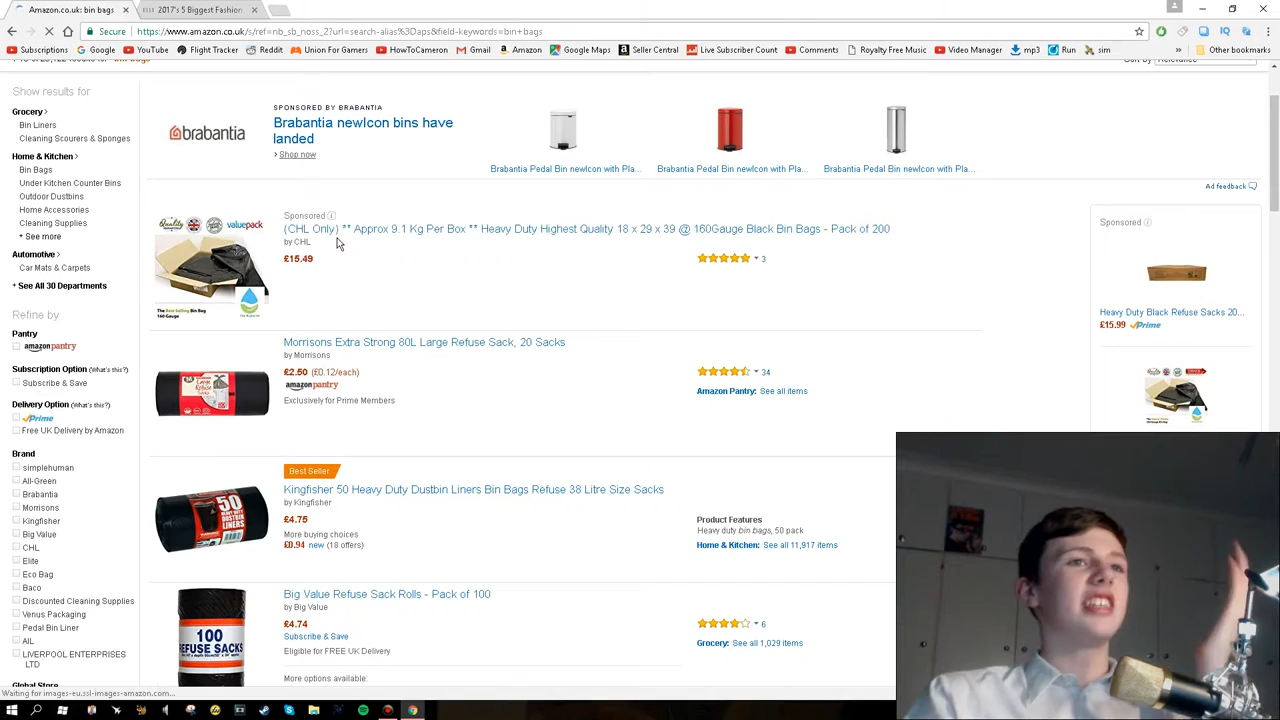 Amazon.co.uk: bin bags
2017's 5 Biggest Fashion
Secure
https://www.amazon.co.uk/s/ref=nb_sb_noss_2?url=search-alias%3Daps&field-keywords=bin+bags
Subscriptions Google YouTube Flight Tracker Reddit Union For Gamers HowToCameron Gmail Amazon Google Maps Seller Central Live Subscriber Count Comments Royalty Free Music Video Manager mp3 Run sim » Other bookmarks
Show results for
Grocery
Bin Liners
Cleaning Scourers & Sponges
Home & Kitchen
Bin Bags
Under Kitchen Counter Bins
Outdoor Dustbins
Home Accessories
Cleaning Supplies
+ See more
Automotive
Car Mats & Carpets
+ See All 30 Departments
Refine by
Pantry
amazonpantry
Subscription Option (What's this?)
Subscribe & Save
Delivery Option (What's this?)
Prime
Free UK Delivery by Amazon
Brand
simplehuman
All-Green
Brabantia
Morrisons
Kingfisher
Big Value
CHL
Elite
Eco Bag
Baco
Discounted Cleaning Supplies
Venus Packaging
Pedal Bin Liner
AIL
LIVERPOOL ENTERPRISES
LTD
Global Store
brabantia
SPONSORED BY BRABANTIA
Brabantia newIcon bins have
landed
Shop now
Brabantia Pedal Bin newIcon with Pla...
Brabantia Pedal Bin newIcon with Pla...
Brabantia Pedal Bin newIcon with Pla...
Ad feedback
Quality
valuepack
Sponsored
(CHL Only) ** Approx 9.1 Kg Per Box ** Heavy Duty Highest Quality 18 x 29 x 39 @ 160Gauge Black Bin Bags - Pack of 200
by CHL
£15.49
3
Morrisons Extra Strong 80L Large Refuse Sack, 20 Sacks
by Morrisons
£2.50 (£0.12/each)
amazonpantry
Exclusively for Prime Members
34
Amazon Pantry: See all items
Best Seller
Kingfisher 50 Heavy Duty Dustbin Liners Bin Bags Refuse 38 Litre Size Sacks
by Kingfisher
£4.75
More buying choices
£0.94 new (18 offers)
Product Features
Heavy duty bin bags, 50 pack
Home & Kitchen: See all 11,917 items
50
HEAVY DUTY
DUSTBIN
LINERS
Big Value Refuse Sack Rolls - Pack of 100
by Big Value
£4.74
Subscribe & Save
Eligible for FREE UK Delivery
More options available:
6
Grocery: See all 1,029 items
100
REFUSE SACKS
Sponsored
Heavy Duty Black Refuse Sacks 20...
£15.99 Prime
Waiting for images-eu.ssl-images-amazon.com...